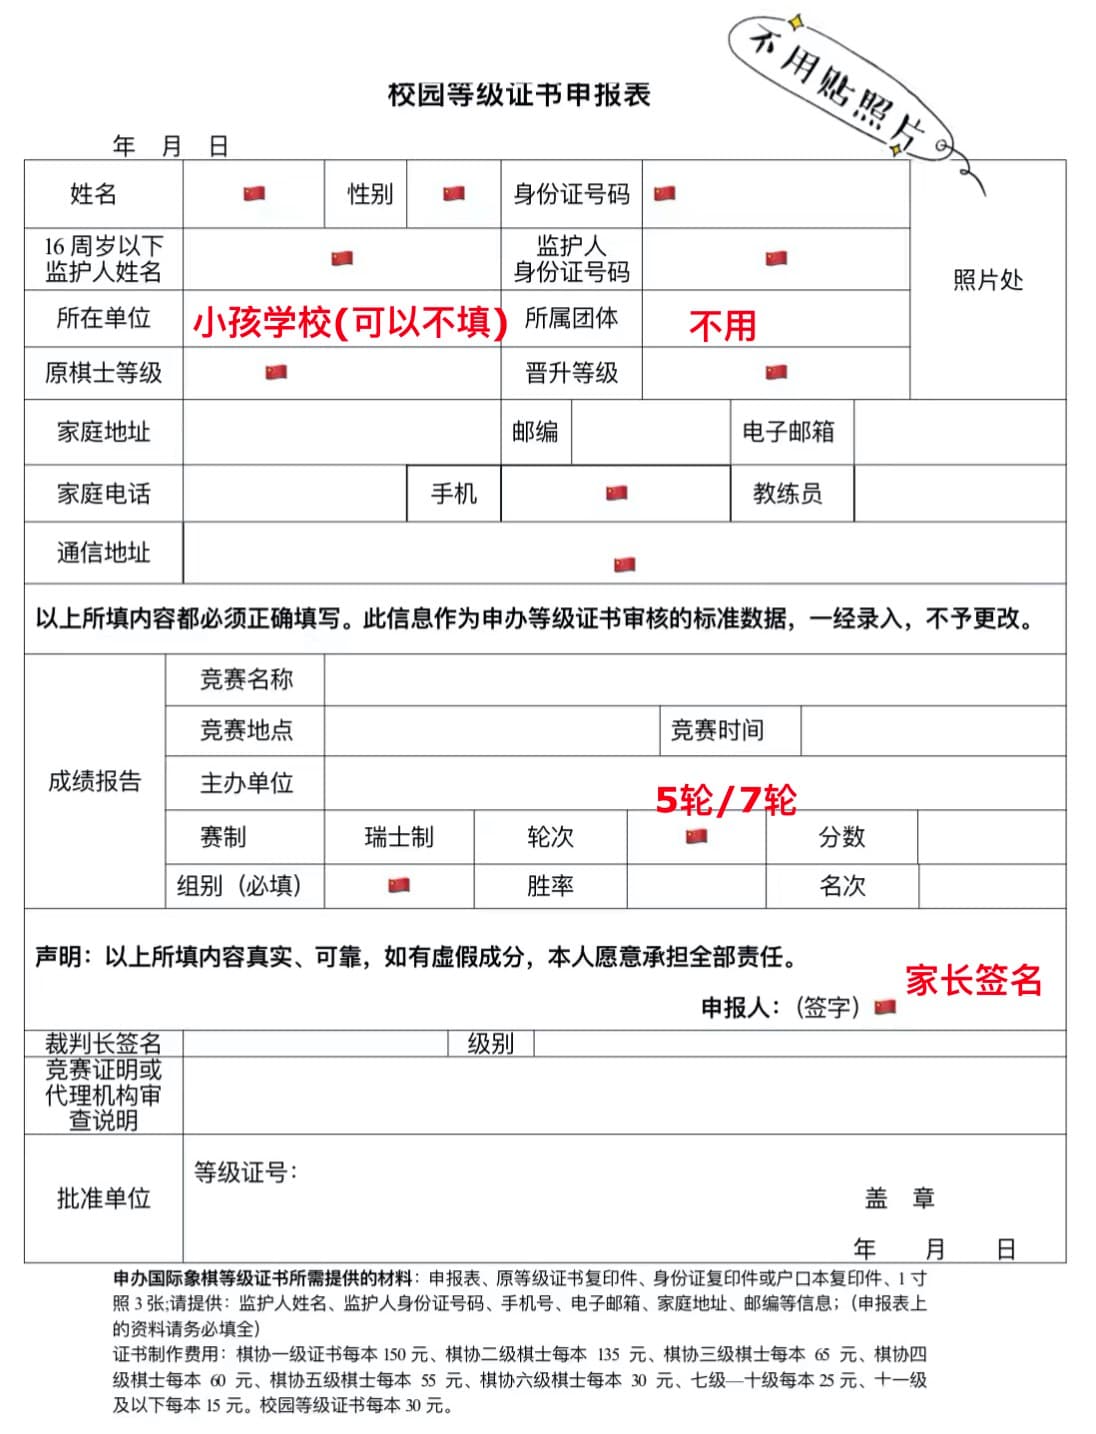 不用贴照片
校园等级证书申报表
年 月 日
姓名 🇨🇳 性别 🇨🇳 身份证号码 🇨🇳
16 周岁以下
监护人姓名 🇨🇳 监护人
身份证号码 🇨🇳
照片处
所在单位 小孩学校(可以不填) 所属团体 不用
原棋士等级 🇨🇳 晋升等级 🇨🇳
家庭地址 邮编 电子邮箱
家庭电话 手机 🇨🇳 教练员
通信地址 🇨🇳
以上所填内容都必须正确填写。此信息作为申办等级证书审核的标准数据，一经录入，不予更改。
成绩报告
竞赛名称
竞赛地点 竞赛时间
主办单位
5轮/7轮
赛制 瑞士制 轮次 🇨🇳 分数
组别（必填） 🇨🇳 胜率 名次
声明：以上所填内容真实、可靠，如有虚假成分，本人愿意承担全部责任。
家长签名
申报人：（签字）🇨🇳
裁判长签名 级别
竞赛证明或
代理机构审
查说明
批准单位
等级证号：
盖 章
年 月 日
申办国际象棋等级证书所需提供的材料：申报表、原等级证书复印件、身份证复印件或户口本复印件、1 寸
照 3 张;请提供：监护人姓名、监护人身份证号码、手机号、电子邮箱、家庭地址、邮编等信息；（申报表上
的资料请务必填全）
证书制作费用：棋协一级证书每本 150 元、棋协二级棋士每本 135 元、棋协三级棋士每本 65 元、棋协四
级棋士每本 60 元、棋协五级棋士每本 55 元、棋协六级棋士每本 30 元、七级—十级每本 25 元、十一级
及以下每本 15 元。校园等级证书每本 30 元。